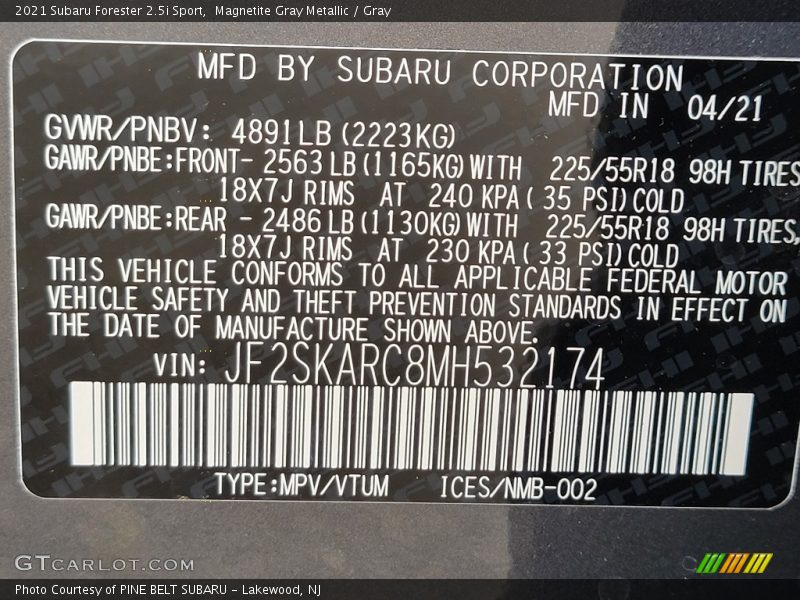 2021 Subaru Forester 2.5i Sport,  Magnetite Gray Metallic / Gray
MFD BY SUBARU CORPORATION
MFD IN 04/21
GVWR/PNBV: 4891LB (2223KG)
GAWR/PNBE:FRONT- 2563 LB(1165KG)WITH 225/55R18 98H TIRES
18X7J RIMS AT 240 KPA( 35 PSI)COLD
GAWR/PNBE:REAR - 2486 LB(1130KG)WITH 225/55R18 98H TIRES,
18X7J RIMS AT 230 KPA( 33 PSI)COLD
THIS VEHICLE CONFORMS TO ALL APPLICABLE FEDERAL MOTOR
VEHICLE SAFETY AND THEFT PREVENTION STANDARDS IN EFFECT ON
THE DATE OF MANUFACTURE SHOWN ABOVE.
VIN: JF2SKARC8MH532174
TYPE:MPV/VTUM ICES/NMB-002
GTCARLOT.COM
Photo Courtesy of PINE BELT SUBARU - Lakewood, NJ